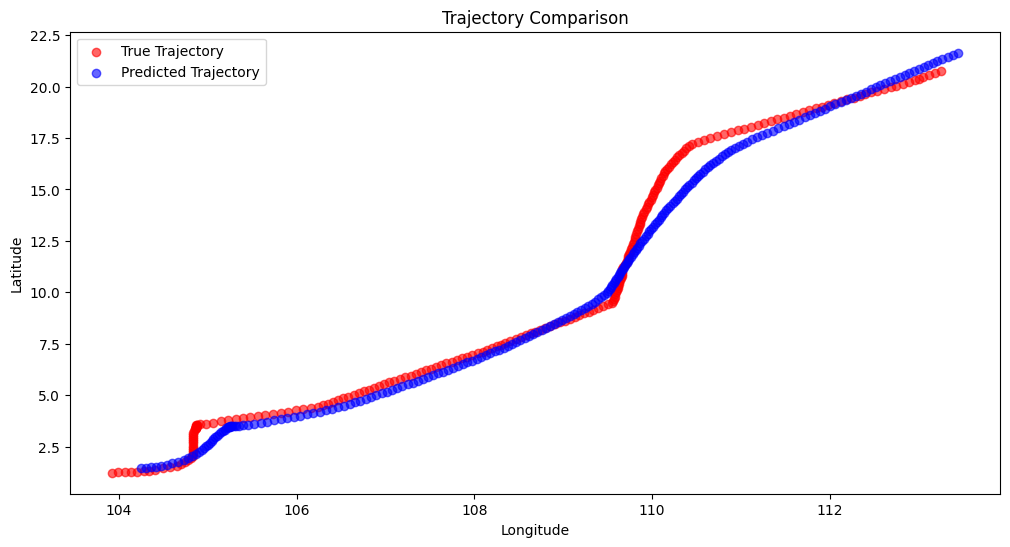 Trajectory Comparison
True Trajectory
Predicted Trajectory
22.5
20.0
17.5
15.0
12.5
10.0
7.5
5.0
2.5
Latitude
104
106
108
110
112
Longitude